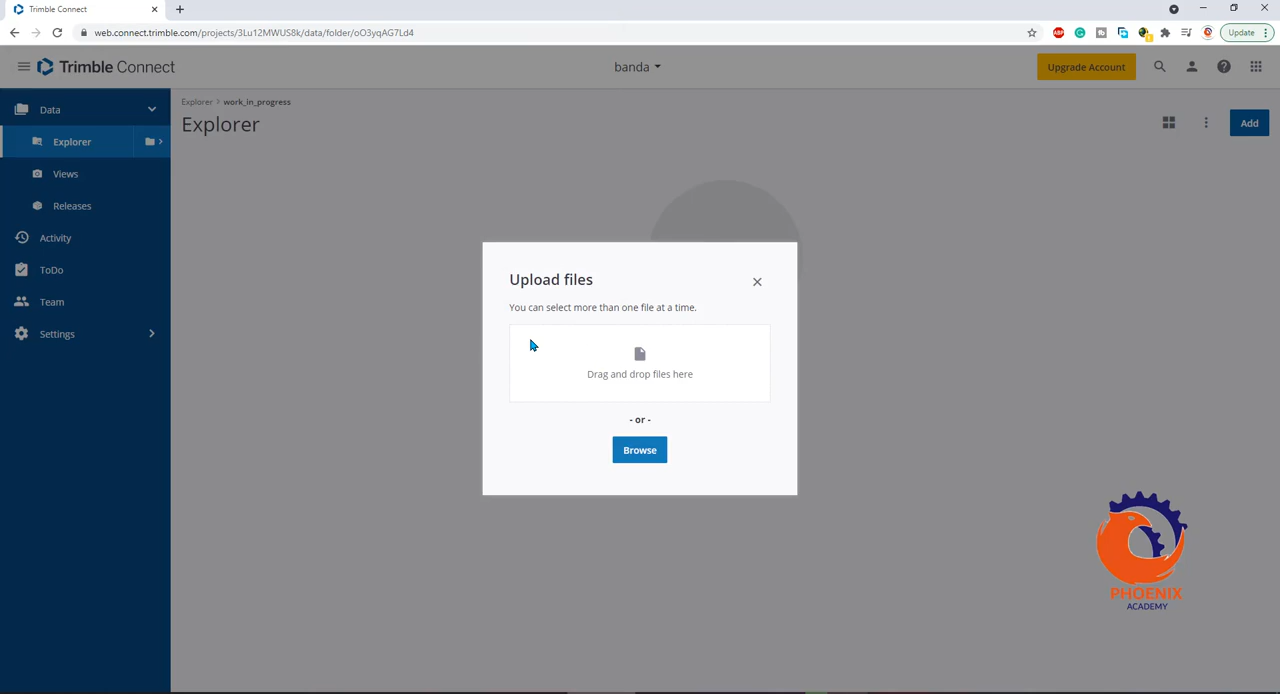 Trimble Connect
web.connect.trimble.com/projects/3Lu12MWUS8k/data/folder/oO3yqAG7Ld4
ABP
Update
Trimble Connect
banda
Upgrade Account
Data
Explorer
Views
Releases
Activity
ToDo
Team
Settings
Explorer > work_in_progress
Explorer
Add
Upload files
You can select more than one file at a time.
Drag and drop files here
- or -
Browse
PHOENIX
ACADEMY